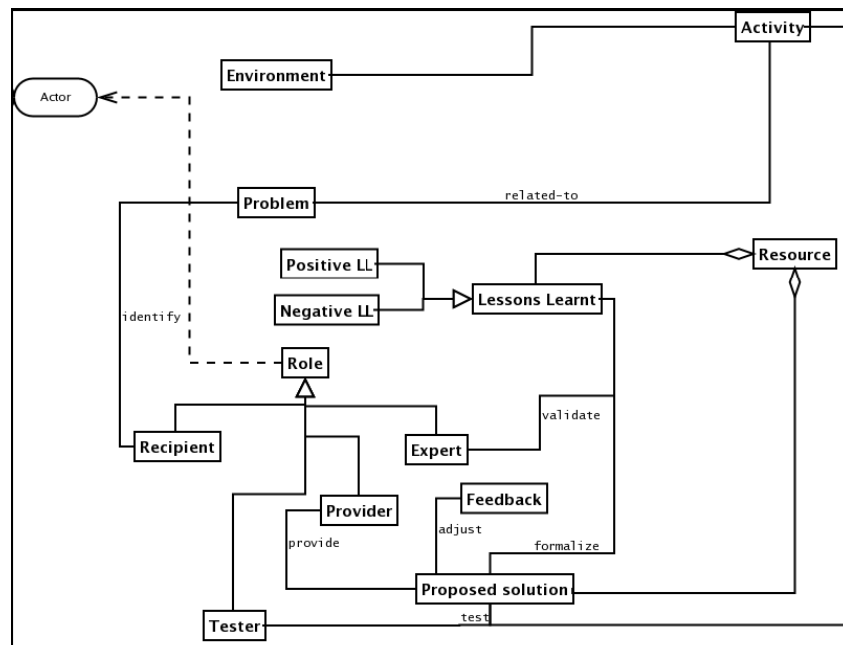 Activity
Environment
Actor
Problem
related-to
Resource
Positive LL
Lessons Learnt
Negative LL
identify
Role
validate
Recipient
Expert
Feedback
Provider
adjust
provide
formalize
Proposed solution
test
Tester